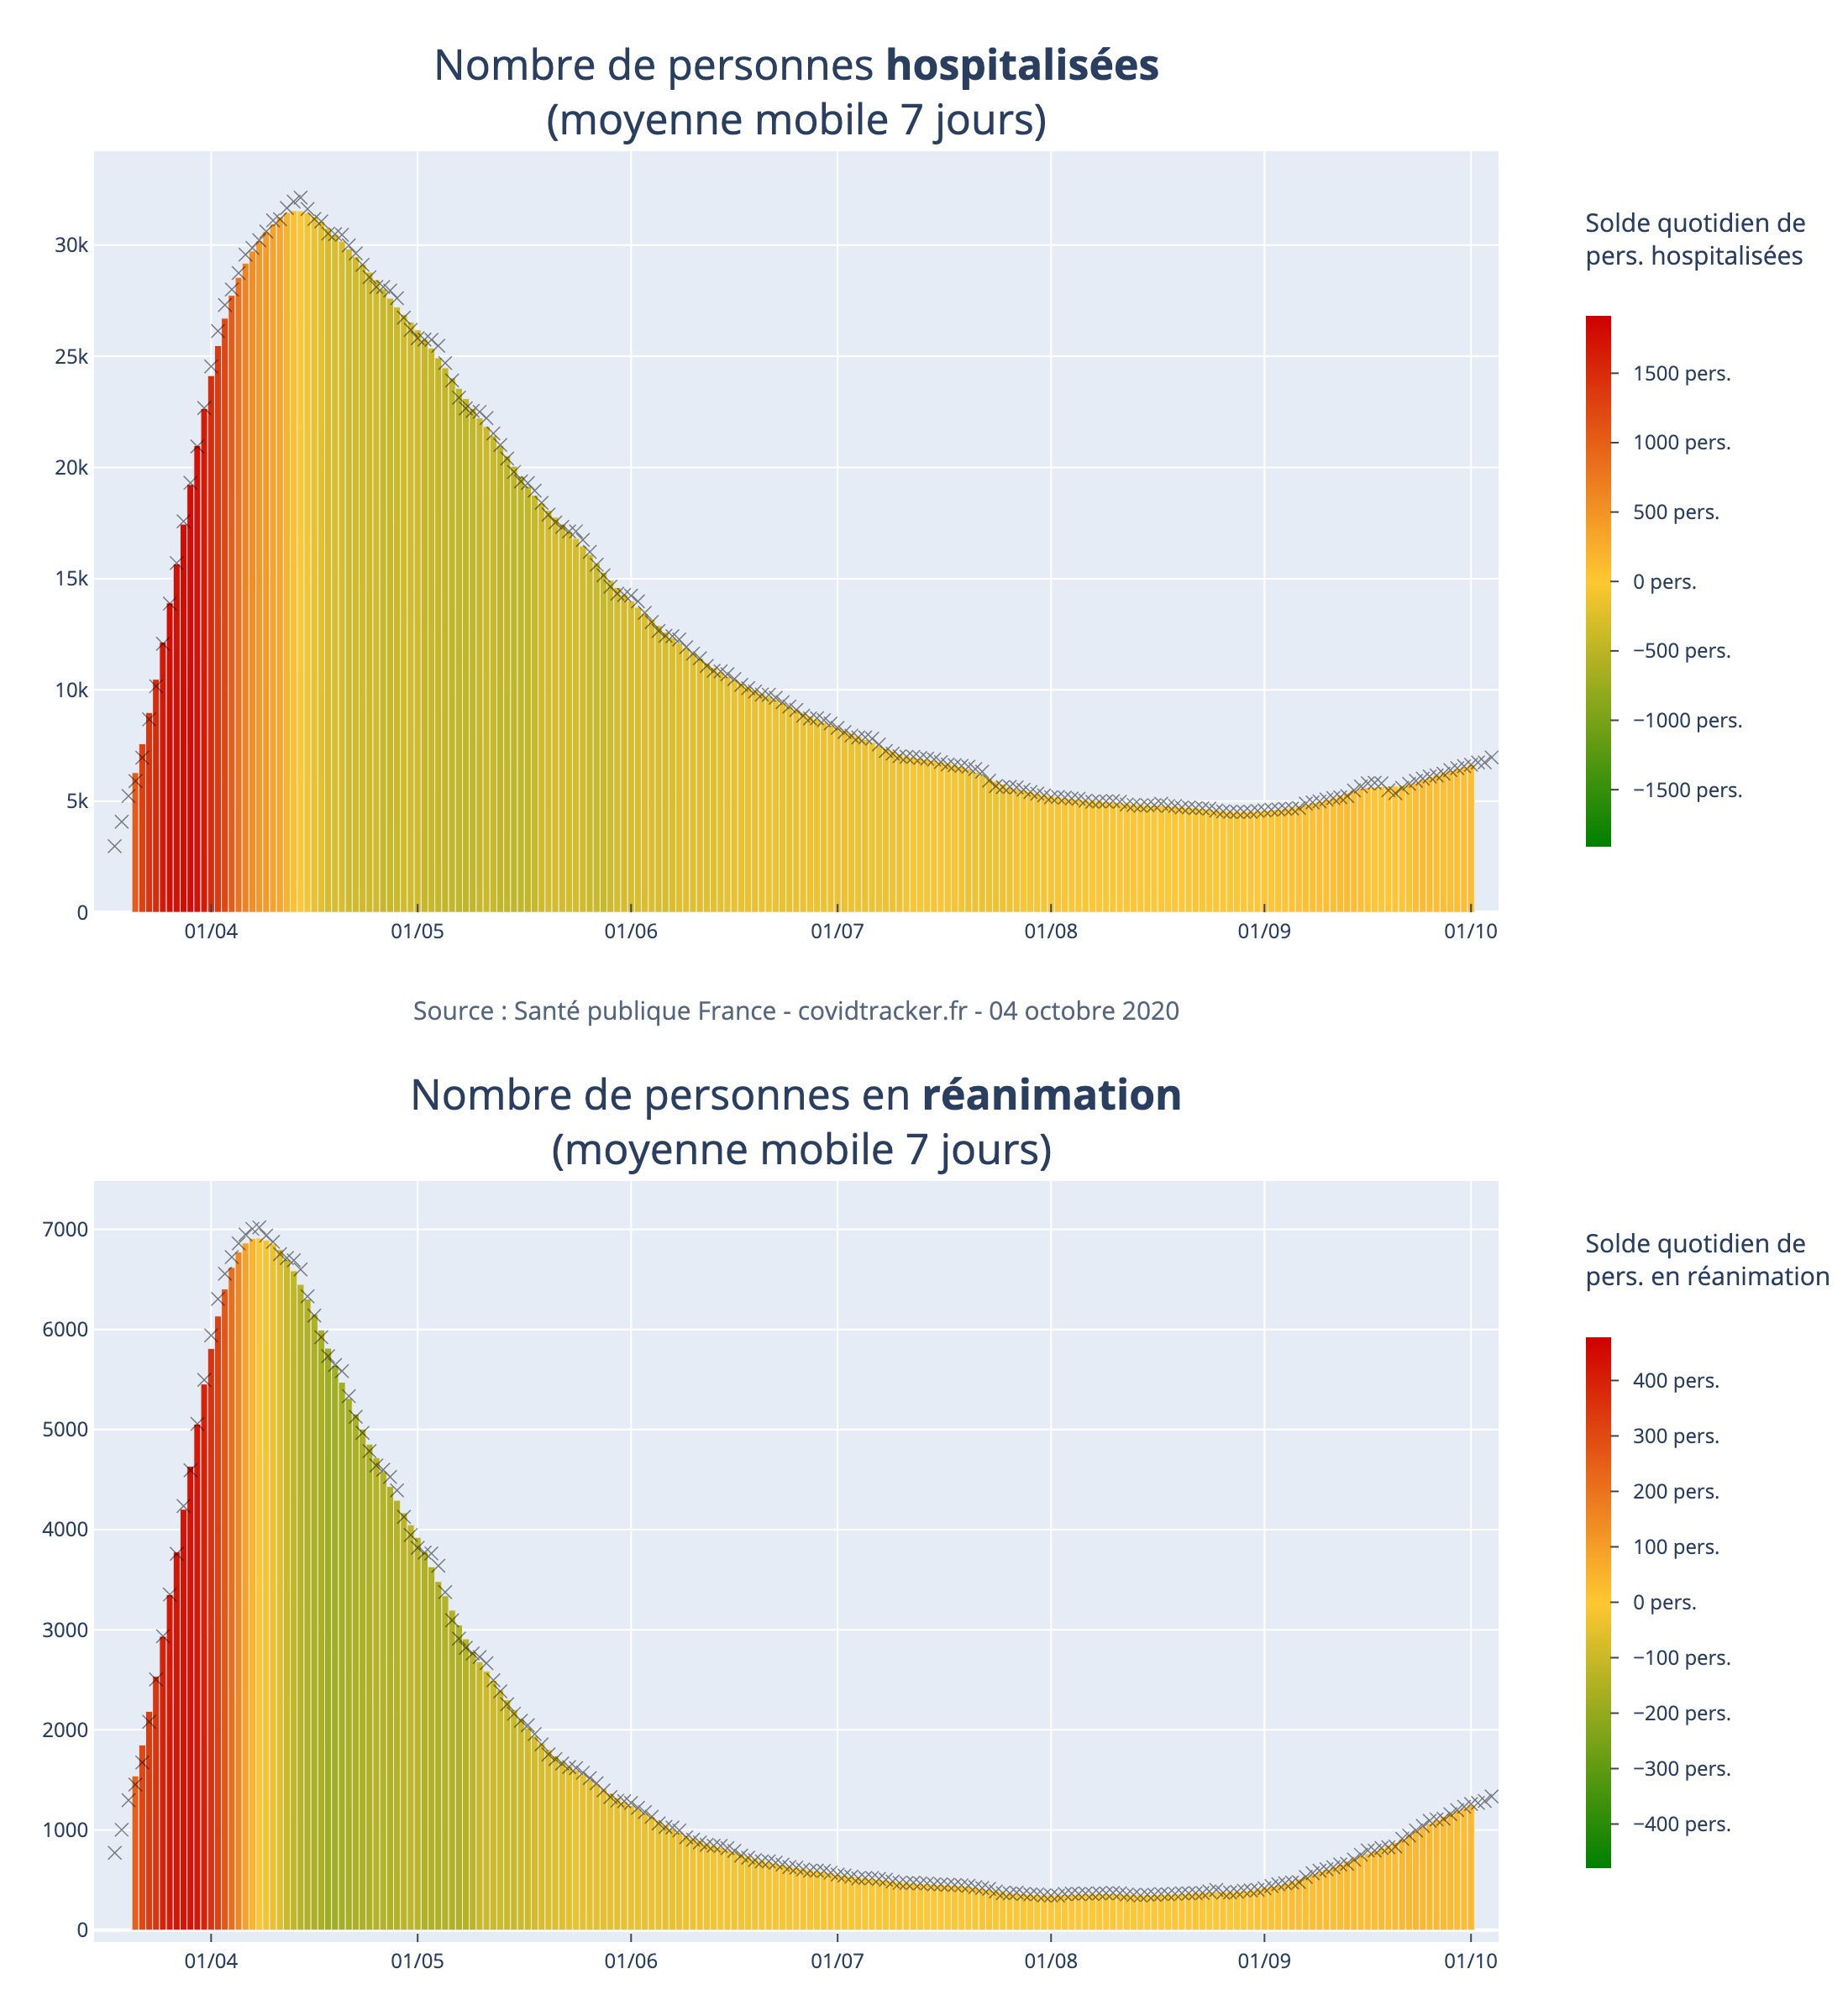 Nombre de personnes hospitalisées
(moyenne mobile 7 jours)
Solde quotidien de
pers. hospitalisées
30k
25k
20k
15k
10k
5k
0
1500 pers.
1000 pers.
500 pers.
0 pers.
−500 pers.
−1000 pers.
−1500 pers.
01/04
01/05
01/06
01/07
01/08
01/09
01/10
Source : Santé publique France - covidtracker.fr - 04 octobre 2020
Nombre de personnes en réanimation
(moyenne mobile 7 jours)
Solde quotidien de
pers. en réanimation
7000
6000
5000
4000
3000
2000
1000
0
400 pers.
300 pers.
200 pers.
100 pers.
0 pers.
−100 pers.
−200 pers.
−300 pers.
−400 pers.
01/04
01/05
01/06
01/07
01/08
01/09
01/10